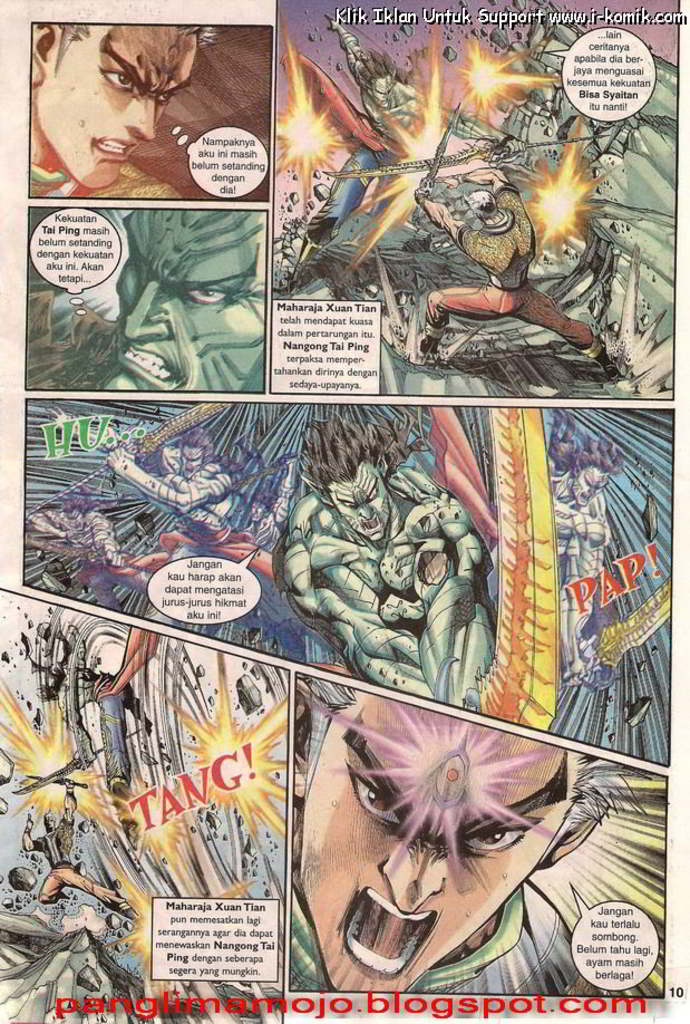 Klik Iklan Untuk Support www.i-komik.com
Nampaknya
aku ini masih
belum setanding
dengan
dia!
...lain
ceritanya
apabila dia ber-
jaya menguasai
kesemua kekuatan
Bisa Syaitan
itu nanti!
Kekuatan
Tai Ping masih
belum setanding
dengan kekuatan
aku ini. Akan
tetapi...
Maharaja Xuan Tian
telah mendapat kuasa
dalam pertarungan itu.
Nangong Tai Ping
terpaksa memper-
tahankan dirinya dengan
sedaya-upayanya.
HU...
Jangan
kau harap akan
dapat mengatasi
jurus-jurus hikmat
aku ini!
PAP!
TANG!
Maharaja Xuan Tian
pun memesatkan lagi
serangannya agar dia dapat
menewaskan Nangong Tai
Ping dengan seberapa
segera yang mungkin.
Jangan
kau terlalu
sombong.
Belum tahu lagi,
ayam masih
berlaga!
10
panglimamojo.blogspot.com